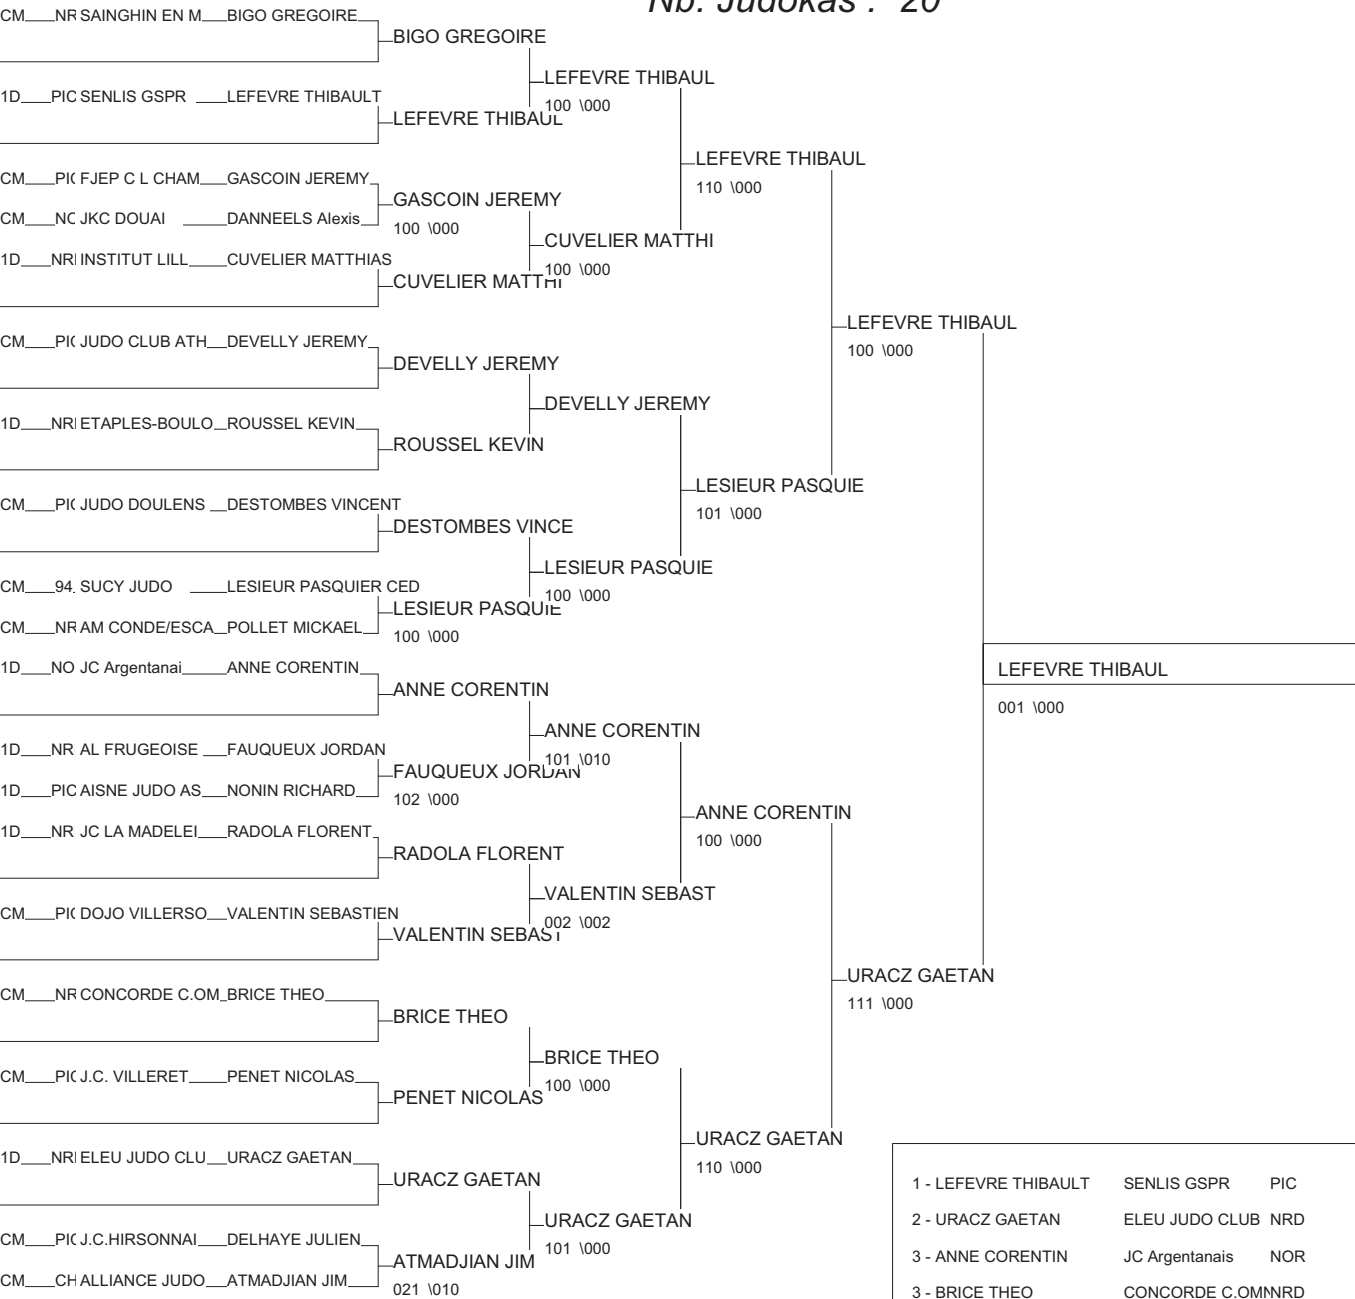 Nb. Judokas : 20
CM NR SAINGHIN EN M BIGO GREGOIRE
BIGO GREGOIRE
LEFEVRE THIBAUL
100 \000
1D PIC SENLIS GSPR LEFEVRE THIBAULT
LEFEVRE THIBAUL
LEFEVRE THIBAUL
110 \000
CM PIC FJEP C L CHAM GASCOIN JEREMY
GASCOIN JEREMY
100 \000
CM NO JKC DOUAI DANNEELS Alexis
CUVELIER MATTHI
100 \000
1D NR INSTITUT LILL CUVELIER MATTHIAS
CUVELIER MATTHI
LEFEVRE THIBAUL
100 \000
CM PIC JUDO CLUB ATH DEVELLY JEREMY
DEVELLY JEREMY
DEVELLY JEREMY
1D NR ETAPLES-BOULO ROUSSEL KEVIN
ROUSSEL KEVIN
LESIEUR PASQUIE
101 \000
CM PIC JUDO DOULENS DESTOMBES VINCENT
DESTOMBES VINCE
LESIEUR PASQUIE
100 \000
CM 94 SUCY JUDO LESIEUR PASQUIER CED
LESIEUR PASQUIE
100 \000
CM NR AM CONDE/ESCA POLLET MICKAEL
LEFEVRE THIBAUL
001 \000
1D NO JC Argentanai ANNE CORENTIN
ANNE CORENTIN
ANNE CORENTIN
101 \010
1D NR AL FRUGEOISE FAUQUEUX JORDAN
FAUQUEUX JORDAN
102 \000
1D PIC AISNE JUDO AS NONIN RICHARD
ANNE CORENTIN
100 \000
1D NR JC LA MADELEI RADOLA FLORENT
RADOLA FLORENT
VALENTIN SEBAST
002 \002
CM PIC DOJO VILLERSO VALENTIN SEBASTIEN
VALENTIN SEBAST
URACZ GAETAN
111 \000
CM NR CONCORDE C.OM BRICE THEO
BRICE THEO
BRICE THEO
100 \000
CM PIC J.C. VILLERET PENET NICOLAS
PENET NICOLAS
URACZ GAETAN
110 \000
1D NR ELEU JUDO CLU URACZ GAETAN
URACZ GAETAN
URACZ GAETAN
101 \000
CM PIC J.C.HIRSONNAI DELHAYE JULIEN
ATMADJIAN JIM
021 \010
CM CH ALLIANCE JUDO ATMADJIAN JIM
1 - LEFEVRE THIBAULT SENLIS GSPR PIC
2 - URACZ GAETAN ELEU JUDO CLUB NRD
3 - ANNE CORENTIN JC Argentanais NOR
3 - BRICE THEO CONCORDE C.OMNNRD